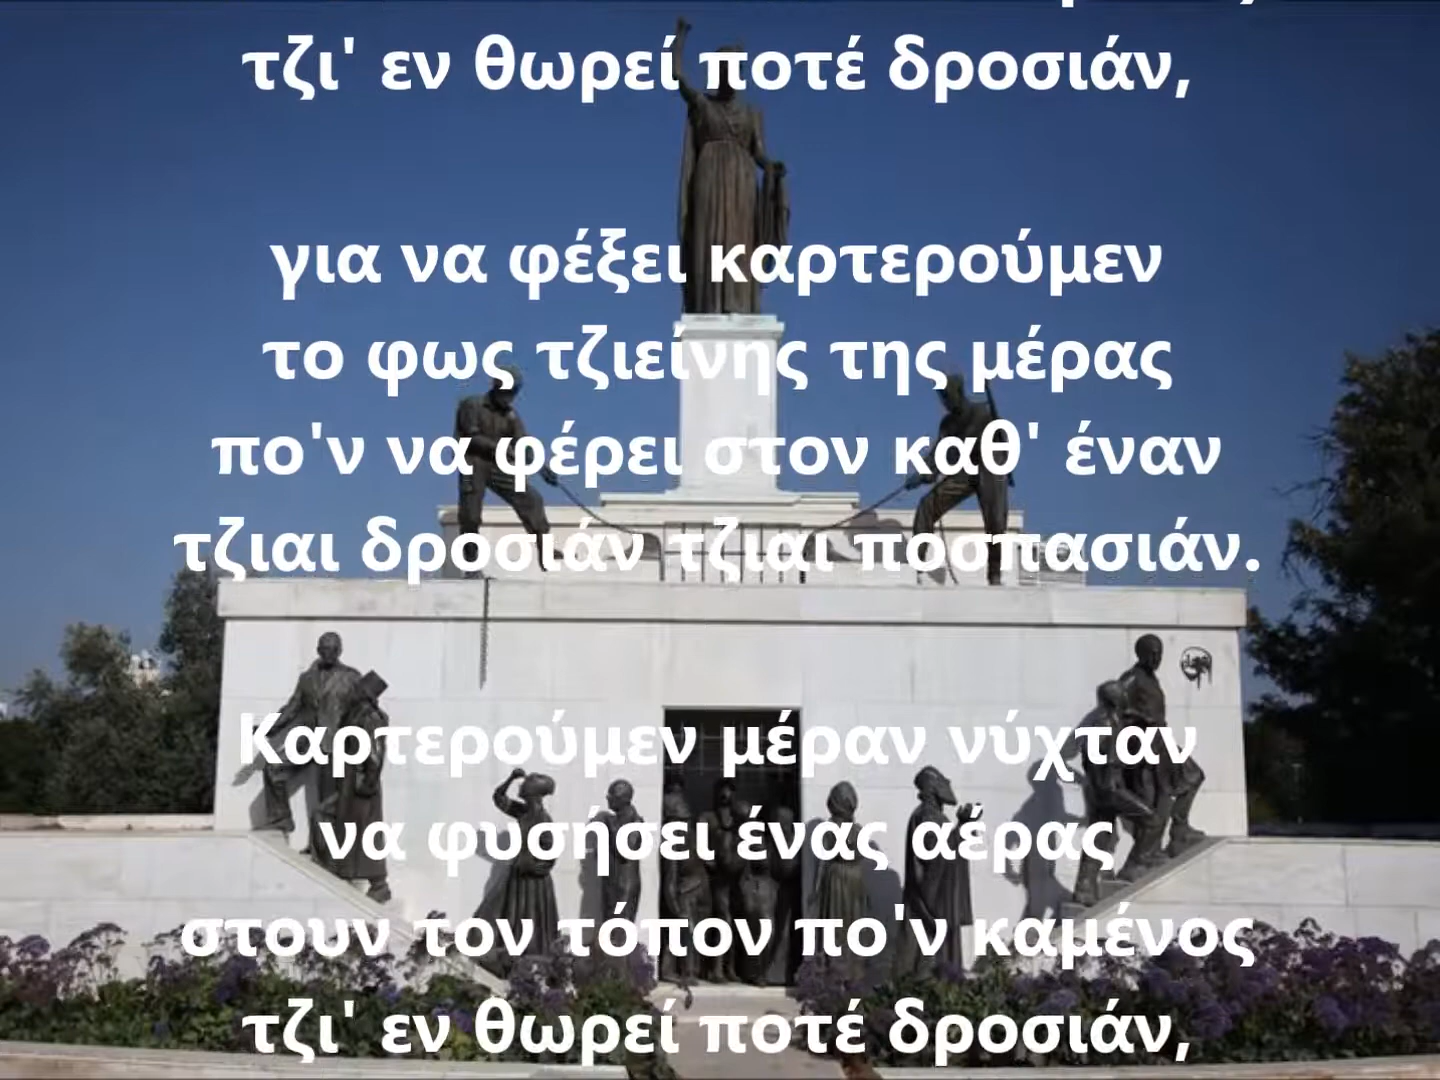 τζι' εν θωρεί ποτέ δροσιάν,
για να φέξει καρτερούμεν
το φως τζιείνης της μέρας
πο'ν να φέρει στον καθ' έναν
τζιαι δροσιάν τζιαι ποσπασιάν.
Καρτερούμεν μέραν νύχταν
να φυσήσει ένας αέρας
στουν τον τόπον πο'ν καμένος
τζι' εν θωρεί ποτέ δροσιάν,